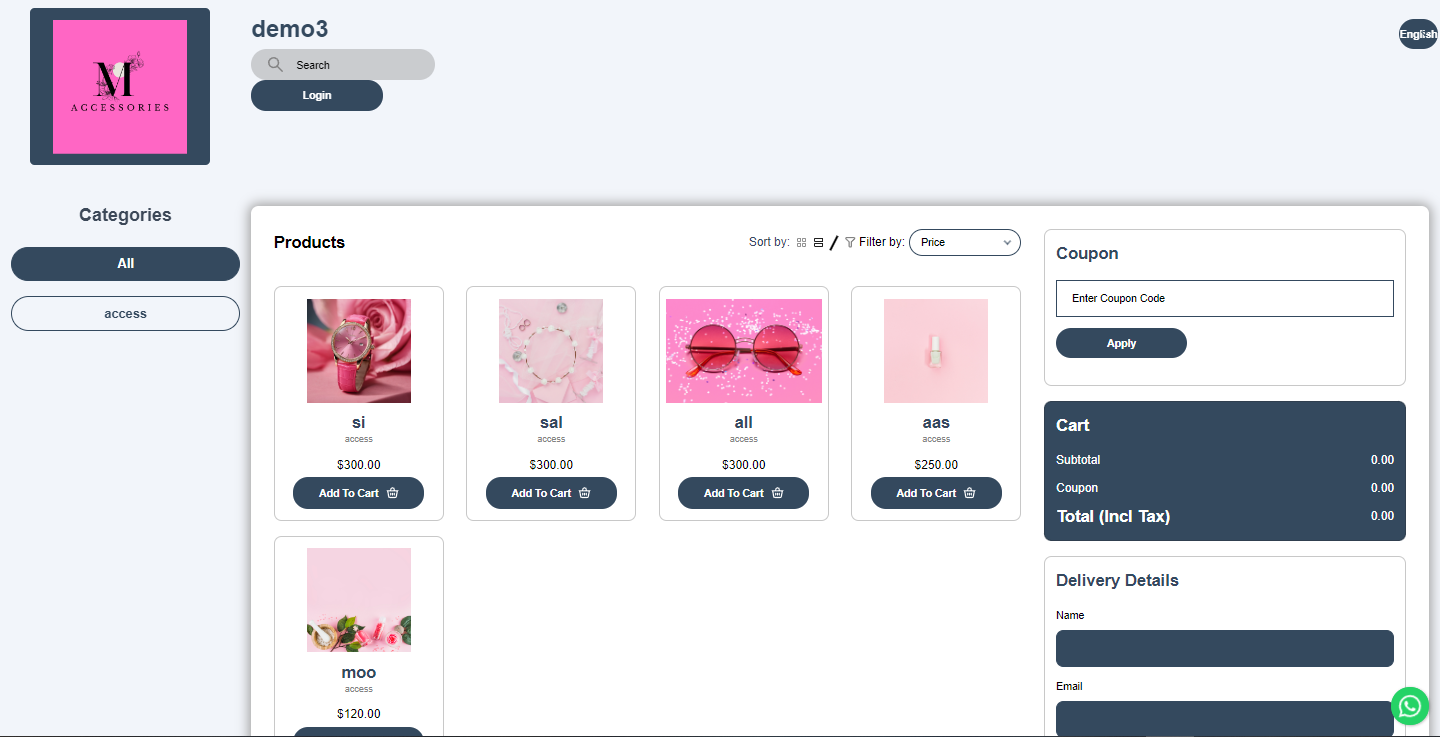 M
ACCESSORIES
demo3
Search
Login
English
Categories
All
access
Products
Sort by:
/
Filter by:
Price
si
access
$300.00
Add To Cart
sal
access
$300.00
Add To Cart
all
access
$300.00
Add To Cart
aas
access
$250.00
Add To Cart
moo
access
$120.00
Coupon
Enter Coupon Code
Apply
Cart
Subtotal 0.00
Coupon 0.00
Total (Incl Tax) 0.00
Delivery Details
Name
Email